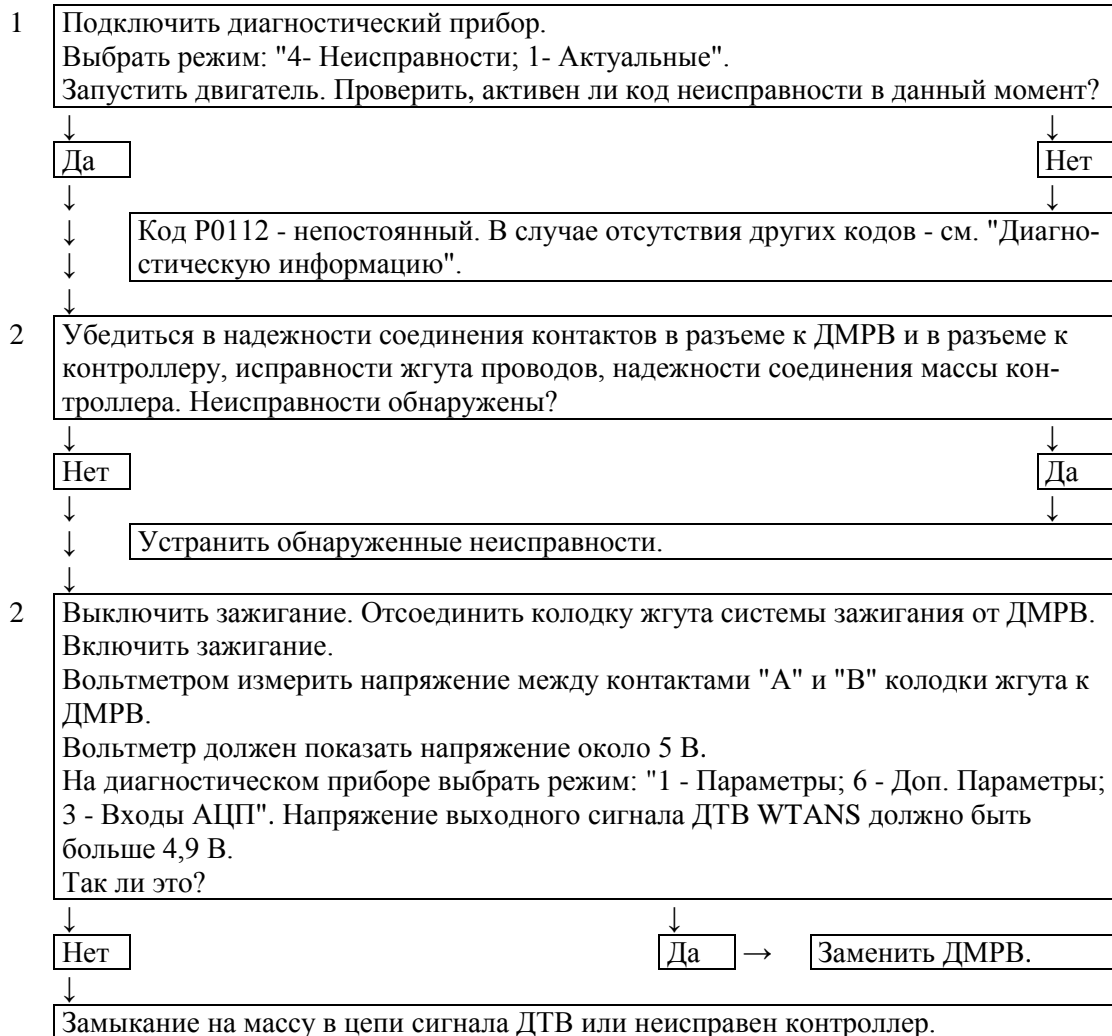 1 Подключить диагностический прибор.
Выбрать режим: "4- Неисправности; 1- Актуальные".
Запустить двигатель. Проверить, активен ли код неисправности в данный момент?
↓ ↓
Да Нет
↓ ↓
↓ Код Р0112 - непостоянный. В случае отсутствия других кодов - см. "Диагно-
↓ стическую информацию".
↓
2 Убедиться в надежности соединения контактов в разъеме к ДМРВ и в разъеме к
контроллеру, исправности жгута проводов, надежности соединения массы кон-
троллера. Неисправности обнаружены?
↓ ↓
Нет Да
↓ ↓
↓ Устранить обнаруженные неисправности.
↓
2 Выключить зажигание. Отсоединить колодку жгута системы зажигания от ДМРВ.
Включить зажигание.
Вольтметром измерить напряжение между контактами "А" и "В" колодки жгута к
ДМРВ.
Вольтметр должен показать напряжение около 5 В.
На диагностическом приборе выбрать режим: "1 - Параметры; 6 - Доп. Параметры;
3 - Входы АЦП". Напряжение выходного сигнала ДТВ WTANS должно быть
больше 4,9 В.
Так ли это?
↓ ↓
Нет Да → Заменить ДМРВ.
↓
Замыкание на массу в цепи сигнала ДТВ или неисправен контроллер.